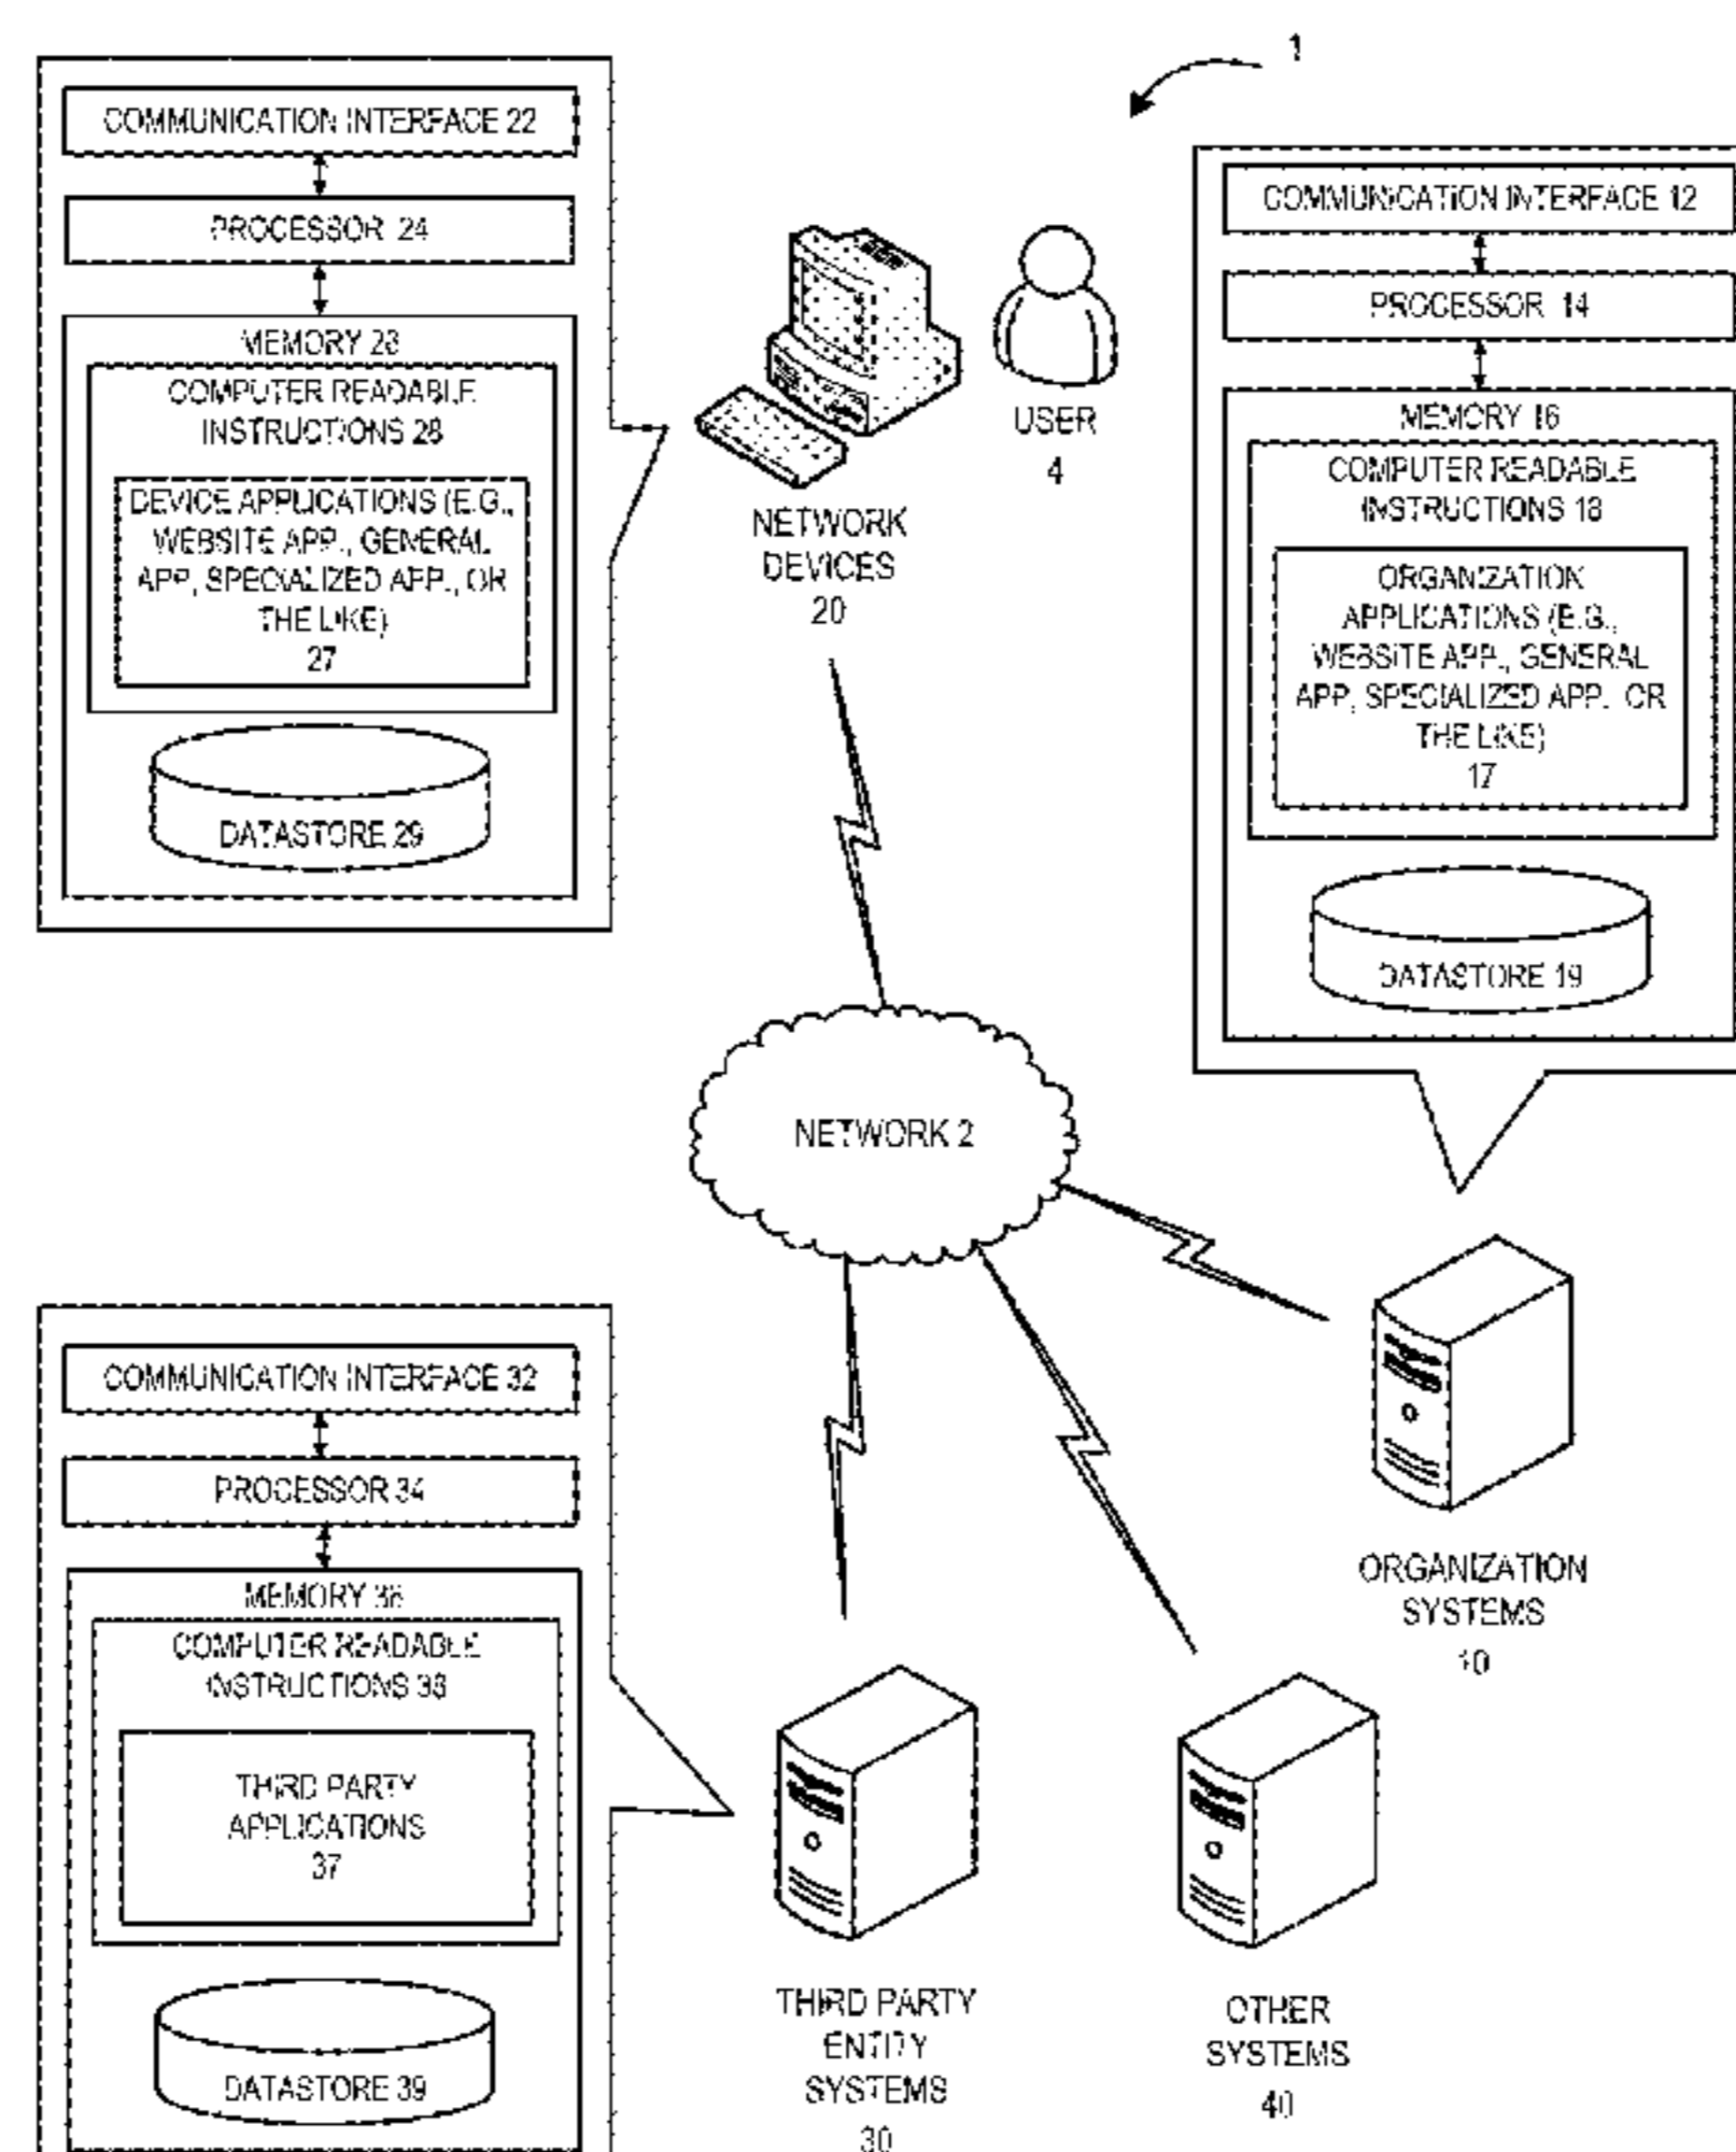 1
COMMUNICATION INTERFACE 22
PROCESSOR 24
MEMORY 26
COMPUTER READABLE
INSTRUCTIONS 28
DEVICE APPLICATIONS (E.G.,
WEBSITE APP., GENERAL
APP, SPECIALIZED APP., OR
THE LIKE)
27
DATASTORE 29
NETWORK
DEVICES
20
USER
4
COMMUNICATION INTERFACE 12
PROCESSOR 14
MEMORY 16
COMPUTER READABLE
INSTRUCTIONS 18
ORGANIZATION
APPLICATIONS (E.G.,
WEBSITE APP., GENERAL
APP, SPECIALIZED APP., OR
THE LIKE)
17
DATASTORE 19
NETWORK 2
ORGANIZATION
SYSTEMS
10
COMMUNICATION INTERFACE 32
PROCESSOR 34
MEMORY 36
COMPUTER READABLE
INSTRUCTIONS 38
THIRD PARTY
APPLICATIONS
37
DATASTORE 39
THIRD PARTY
ENTITY
SYSTEMS
30
OTHER
SYSTEMS
40